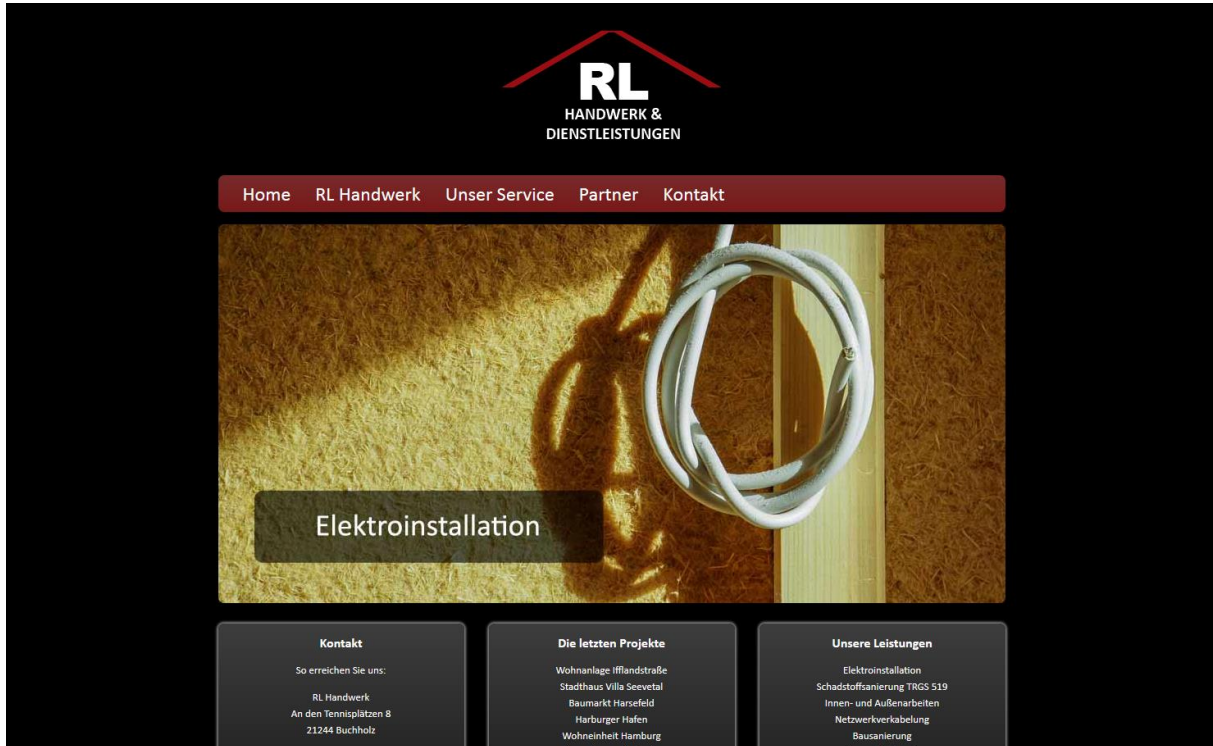 RL
HANDWERK &
DIENSTLEISTUNGEN
Home RL Handwerk Unser Service Partner Kontakt
Elektroinstallation
Kontakt
So erreichen Sie uns:
RL Handwerk
An den Tennisplätzen 8
21244 Buchholz
Die letzten Projekte
Wohnanlage Ifflandstraße
Stadthaus Villa Seevetal
Baumarkt Harsefeld
Harburger Hafen
Wohneinheit Hamburg
Unsere Leistungen
Elektroinstallation
Schadstoffsanierung TRGS 519
Innen- und Außenarbeiten
Netzwerkverkabelung
Bausanierung